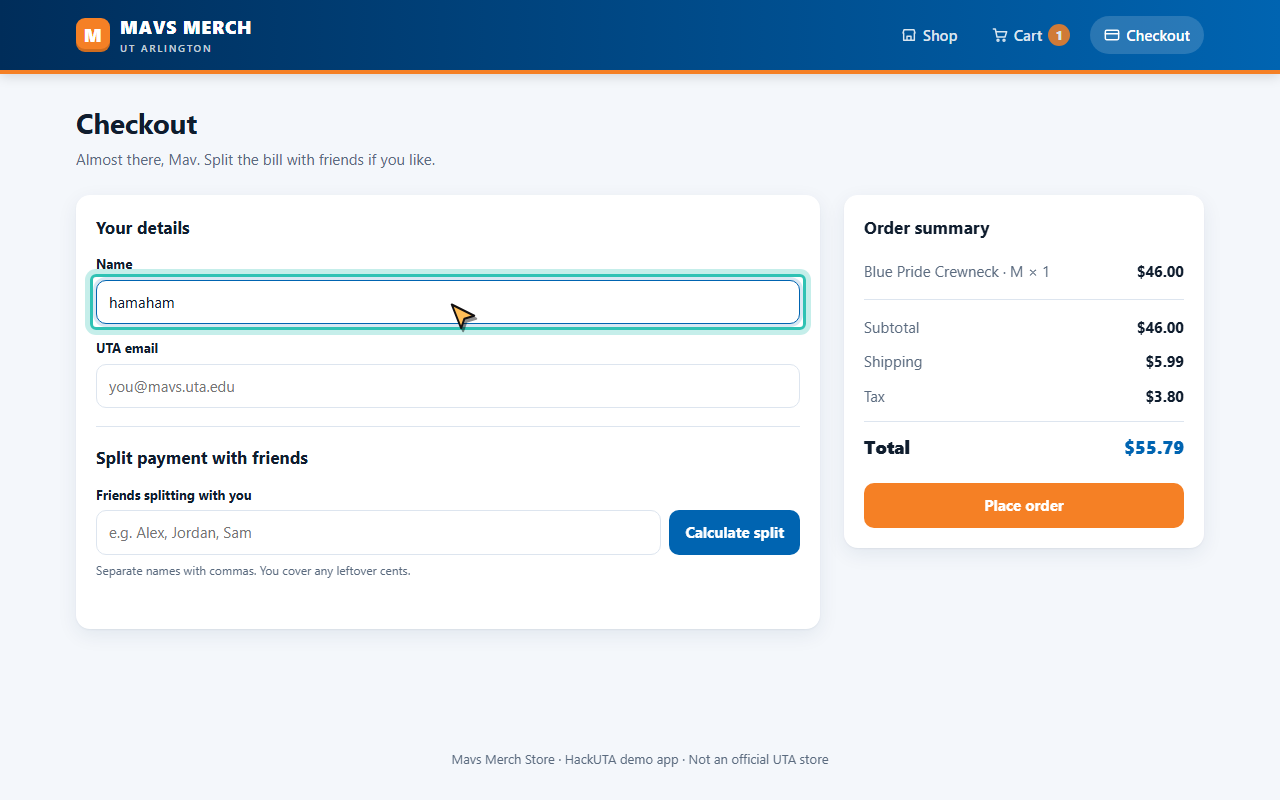 M
MAVS MERCH
UT ARLINGTON
Shop
Cart 1
Checkout
Checkout
Almost there, Mav. Split the bill with friends if you like.
Your details
Name
hamaham
UTA email
you@mavs.uta.edu
Split payment with friends
Friends splitting with you
e.g. Alex, Jordan, Sam
Calculate split
Separate names with commas. You cover any leftover cents.
Order summary
Blue Pride Crewneck · M × 1 $46.00
Subtotal $46.00
Shipping $5.99
Tax $3.80
Total $55.79
Place order
Mavs Merch Store · HackUTA demo app · Not an official UTA store